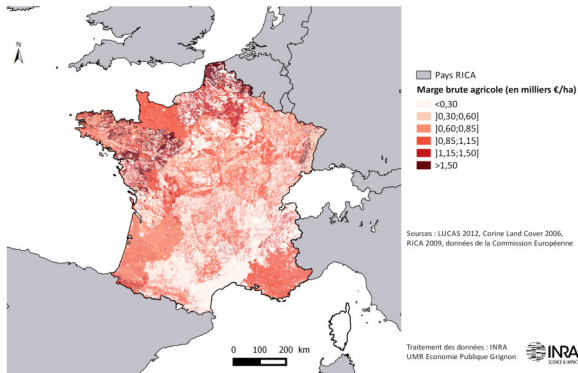 N
Pays RICA
Marge brute agricole (en milliers €/ha)
<0,30
]0,30;0,60]
]0,60;0,85]
]0,85;1,15]
]1,15;1,50]
>1,50
Sources : LUCAS 2012, Corine Land Cover 2006,
RICA 2009, données de la Commission Européenne
0 100 200 km
Traitement des données : INRA
UMR Economie Publique Grignon
INRA
SCIENCE & IMPACT